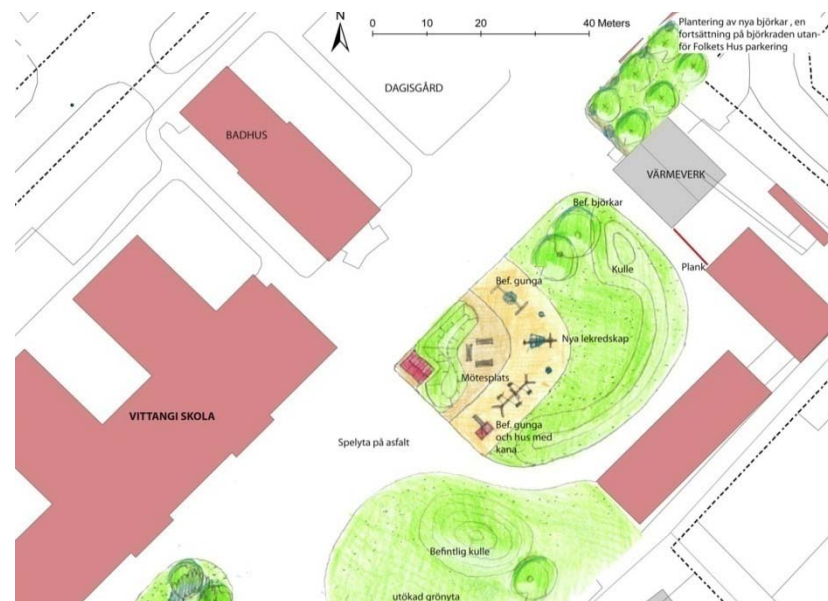 N
0 10 20 40 Meters
Plantering av nya björkar , en
fortsättning på björkraden utan-
för Folkets Hus parkering
DAGISGÅRD
BADHUS
VÄRMEVERK
Bef. björkar
Kulle
Plank
Bef. gunga
Nya lekredskap
Mötesplats
VITTANGI SKOLA
Bef. gunga
och hus med
kana
Spelyta på asfalt
Befintlig kulle
utökad grönyta